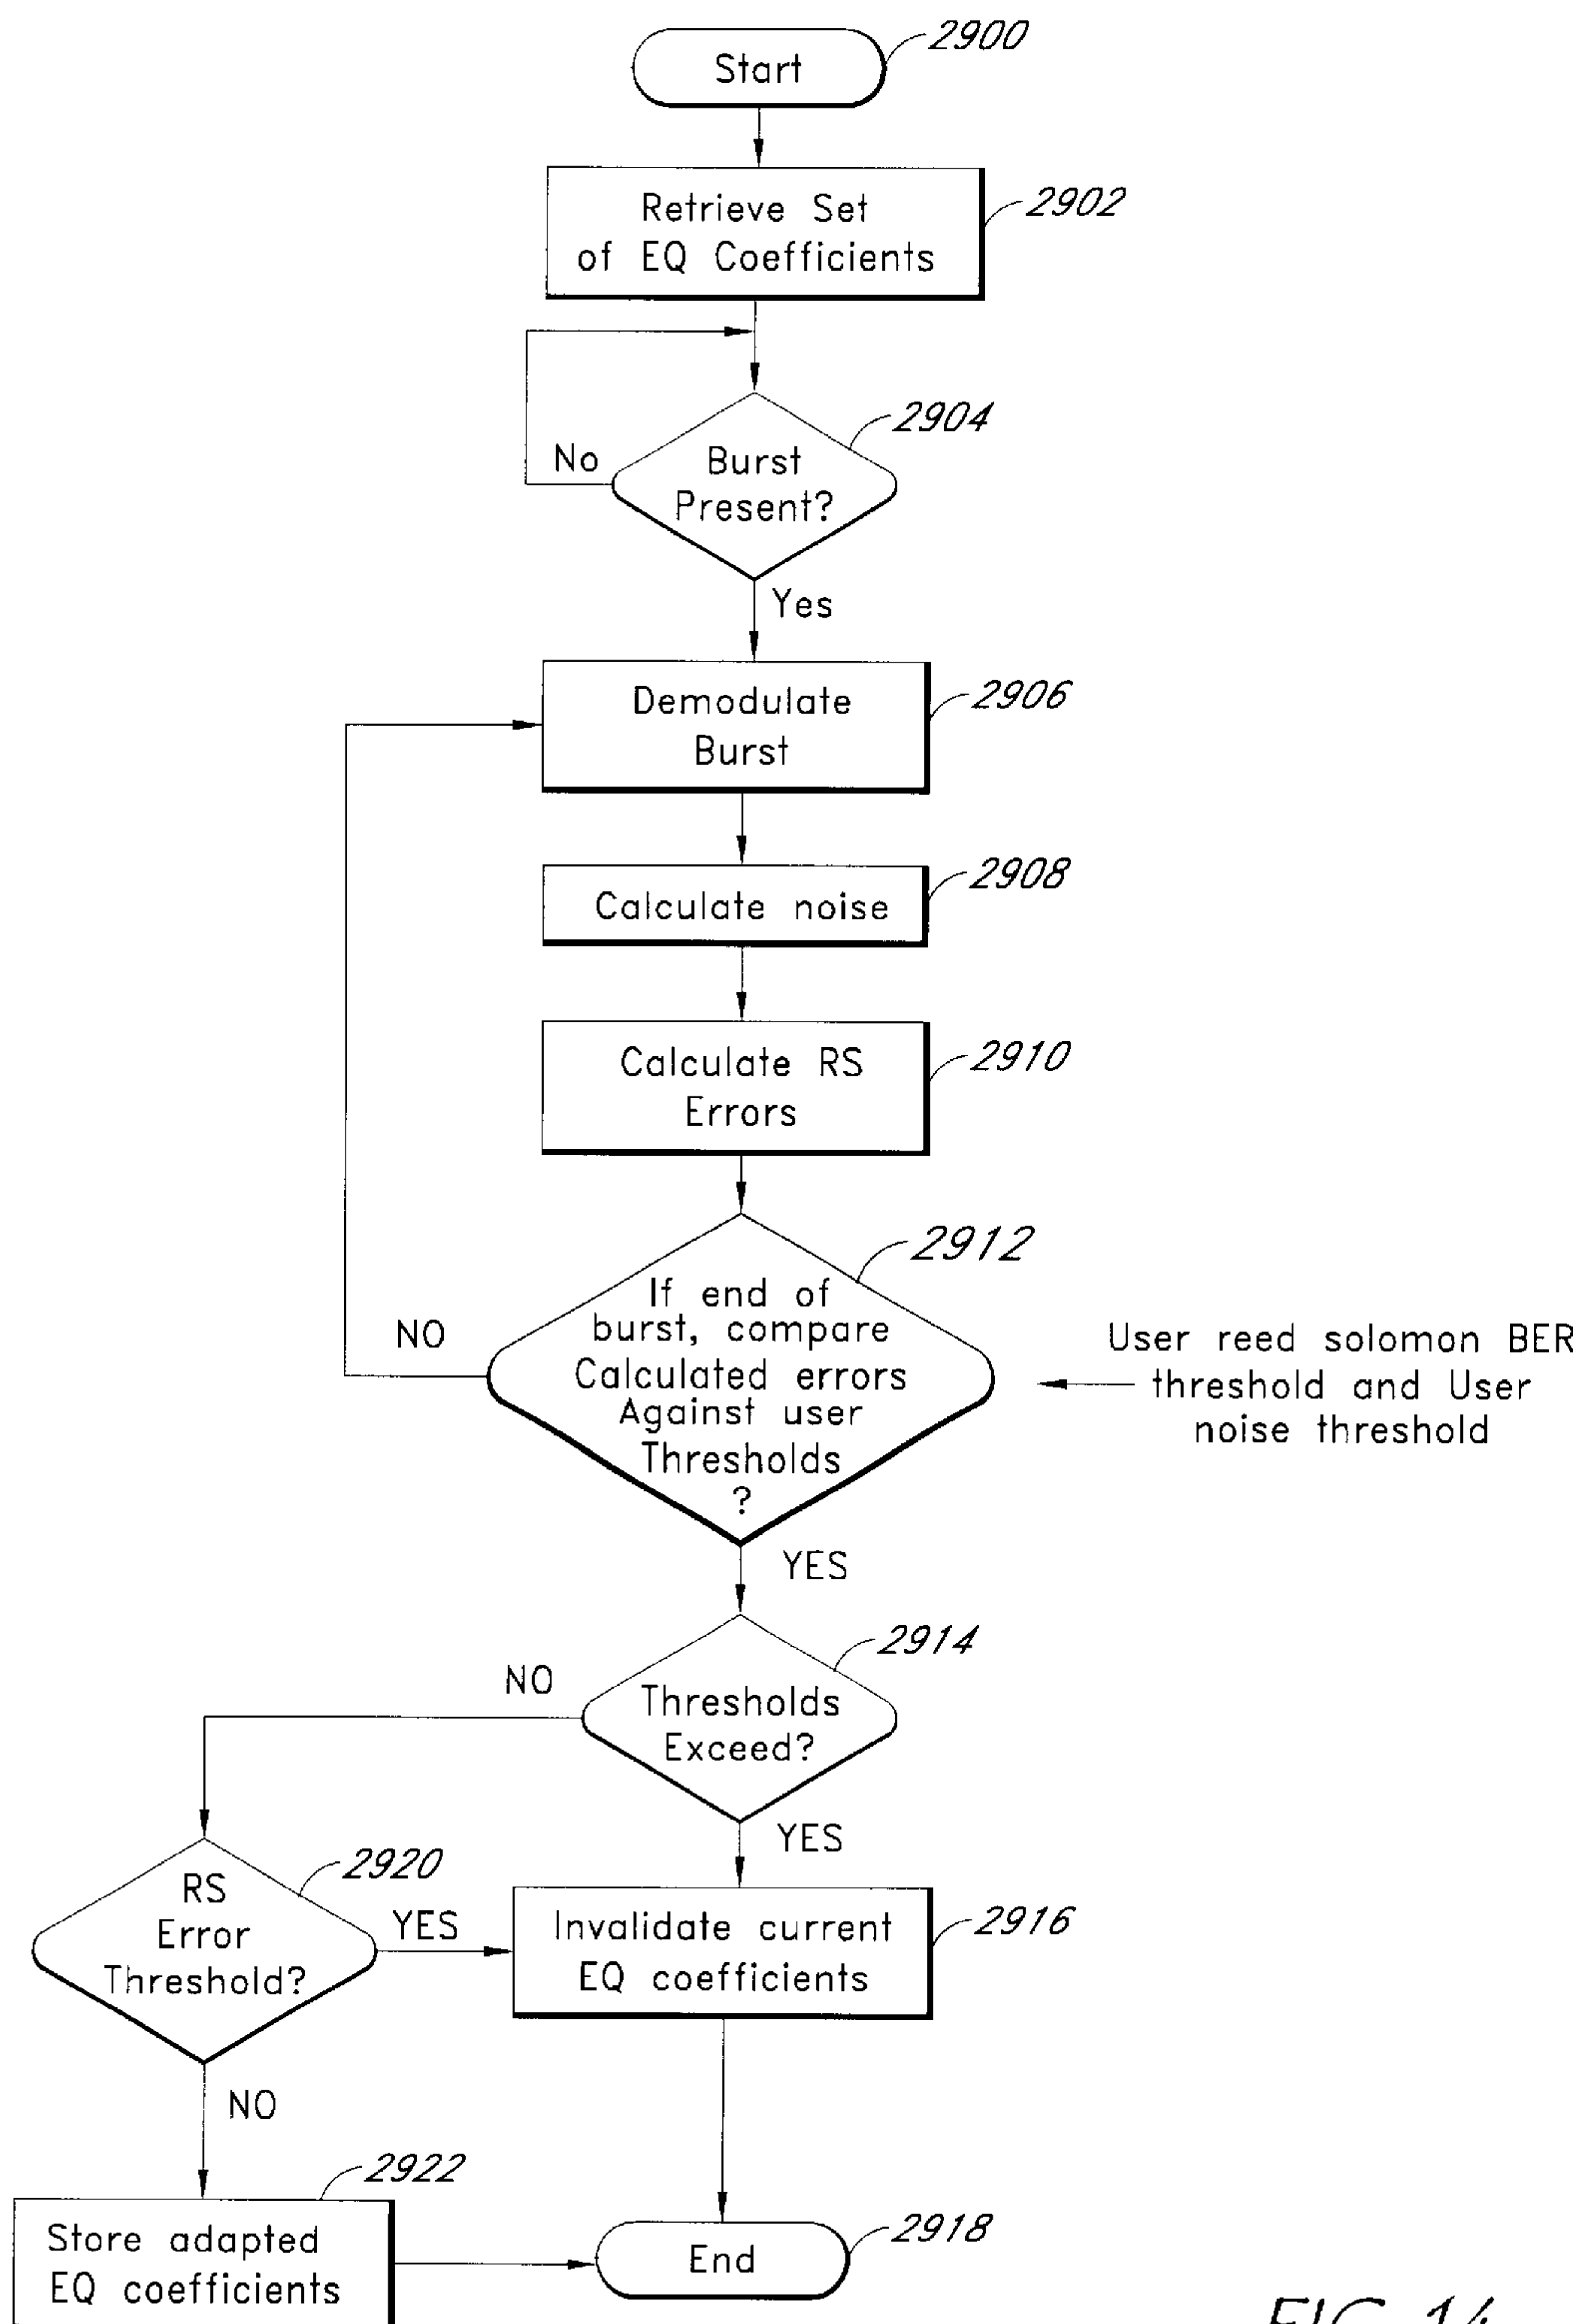 2900
Start
2902
Retrieve Set
of EQ Coefficients
2904
No
Burst
Present?
Yes
2906
Demodulate
Burst
2908
Calculate noise
2910
Calculate RS
Errors
2912
If end of
burst, compare
Calculated errors
Against user
Thresholds
?
NO
User reed solomon BER
threshold and User
noise threshold
YES
2914
NO
Thresholds
Exceed?
YES
2920
RS
Error
Threshold?
YES
2916
Invalidate current
EQ coefficients
NO
2922
Store adapted
EQ coefficients
2918
End
FIG. 14